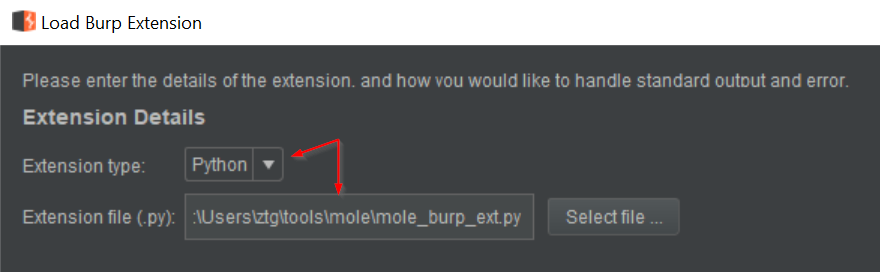 Load Burp Extension
Please enter the details of the extension, and how you would like to handle standard output and error.
Extension Details
Extension type: Python
Extension file (.py): :\Users\ztg\tools\mole\mole_burp_ext.py Select file ...